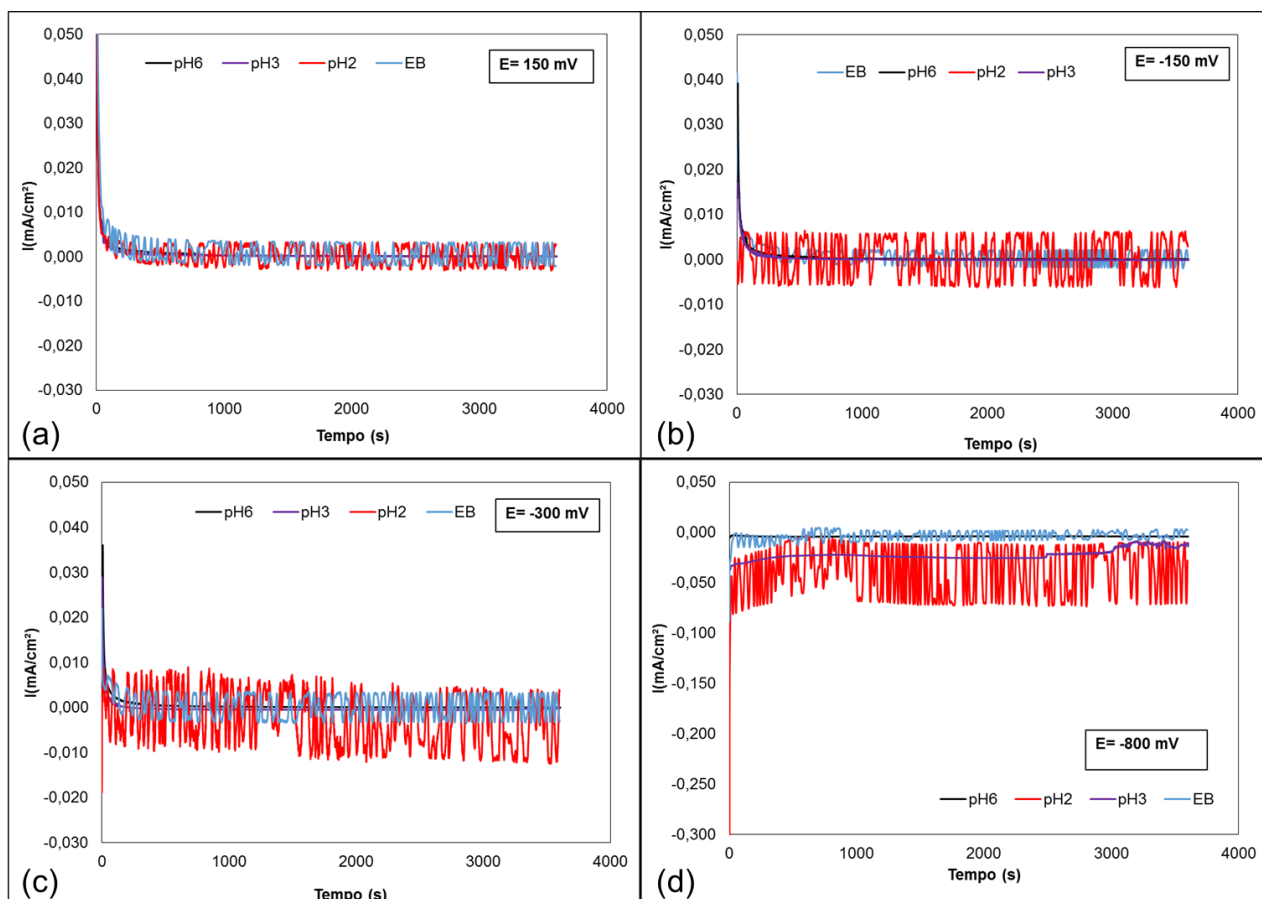 0,050
pH6 pH3 pH2 EB
E= 150 mV
0,040
0,030
0,020
0,010
0,000
-0,010
-0,020
-0,030
I(mA/cm²)
0 1000 2000 3000 4000
Tempo (s)
(a)
0,050
EB pH6 pH2 pH3
E= -150 mV
0,040
0,030
0,020
0,010
0,000
-0,010
-0,020
-0,030
I(mA/cm²)
0 1000 2000 3000 4000
Tempo (s)
(b)
0,050
pH6 pH3 pH2 EB
E= -300 mV
0,040
0,030
0,020
0,010
0,000
-0,010
-0,020
-0,030
I(mA/cm²)
0 1000 2000 3000 4000
Tempo (s)
(c)
0,050
0,000
-0,050
-0,100
-0,150
-0,200
-0,250
-0,300
I(mA/cm²)
E= -800 mV
pH6 pH2 pH3 EB
0 1000 2000 3000 4000
Tempo (s)
(d)